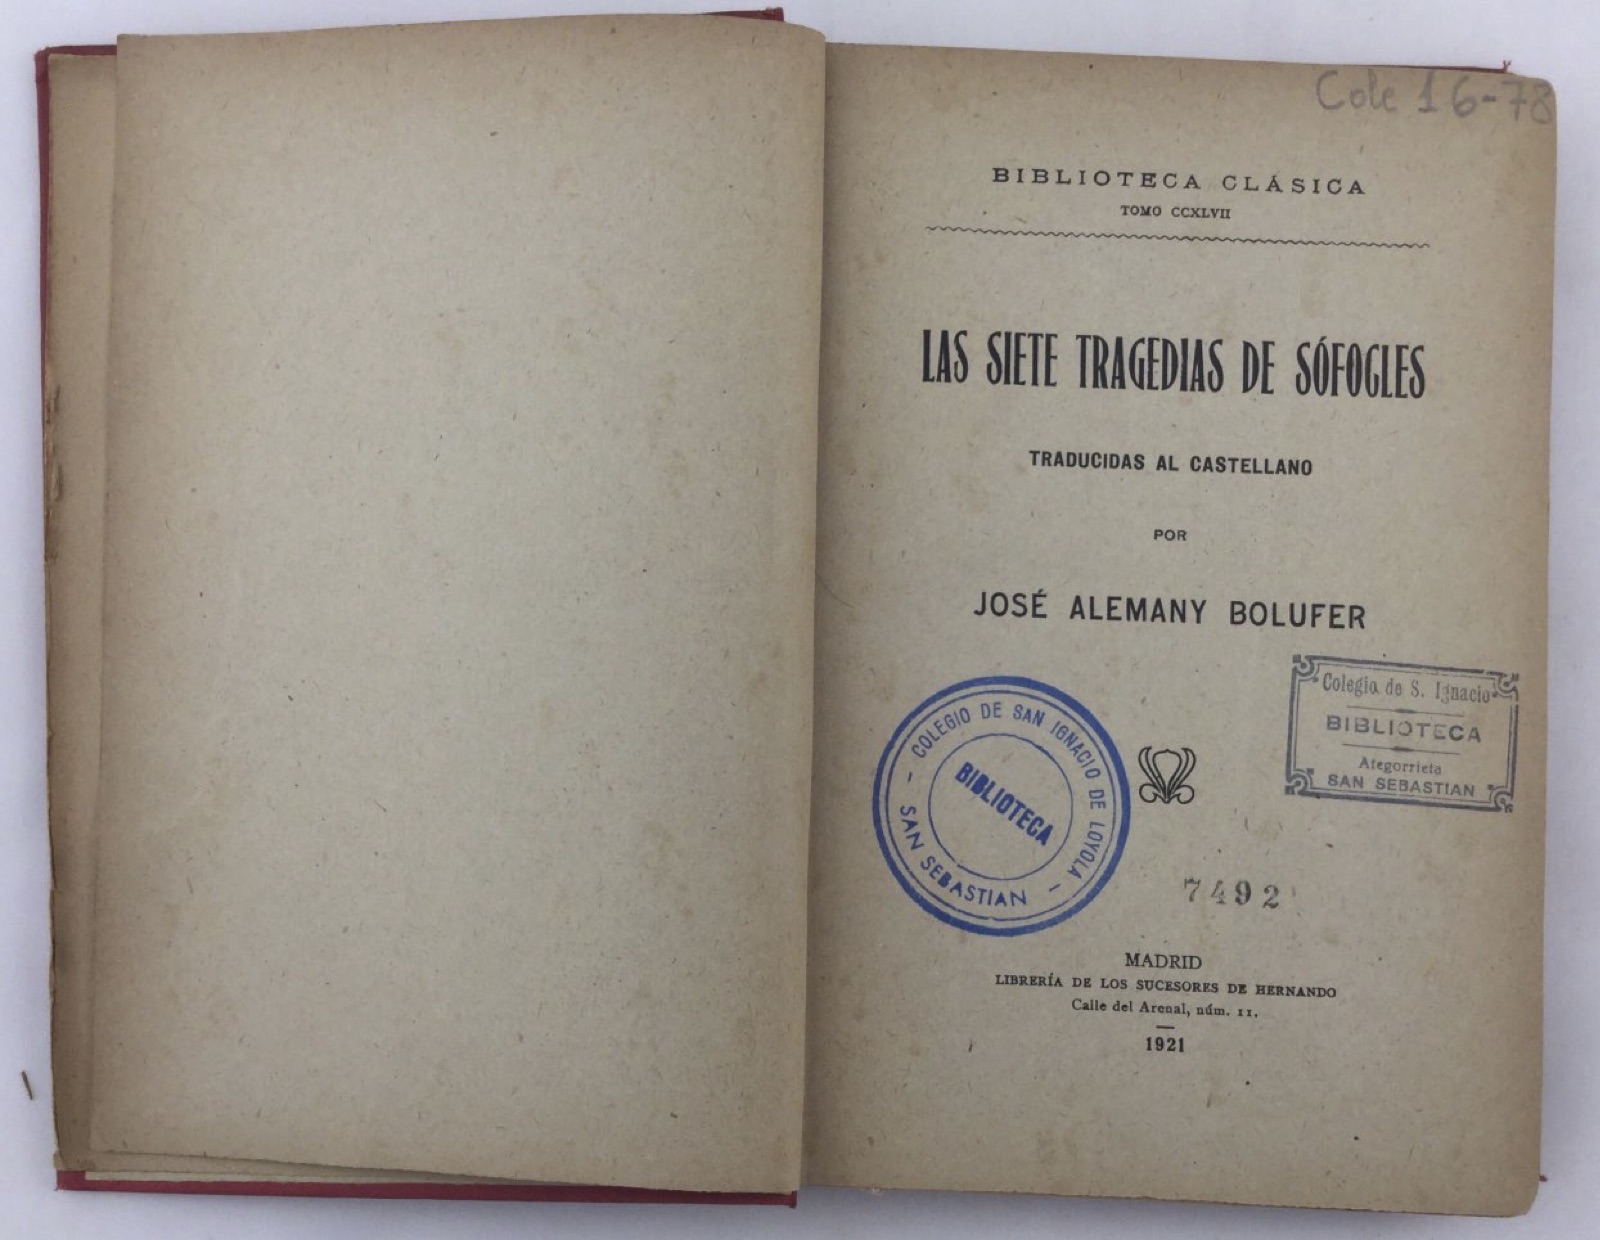 Cole 16-78
BIBLIOTECA CLÁSICA
TOMO CCXLVII
LAS SIETE TRAGEDIAS DE SÓFOCLES
TRADUCIDAS AL CASTELLANO
POR
JOSÉ ALEMANY BOLUFER
COLEGIO DE SAN IGNACIO DE LOYOLA
BIBLIOTECA
- SAN SEBASTIAN -
Colegio de S. Ignacio
BIBLIOTECA
Ategorrieta
SAN SEBASTIAN
7492
MADRID
LIBRERÍA DE LOS SUCESORES DE HERNANDO
Calle del Arenal, núm. 11.
1921